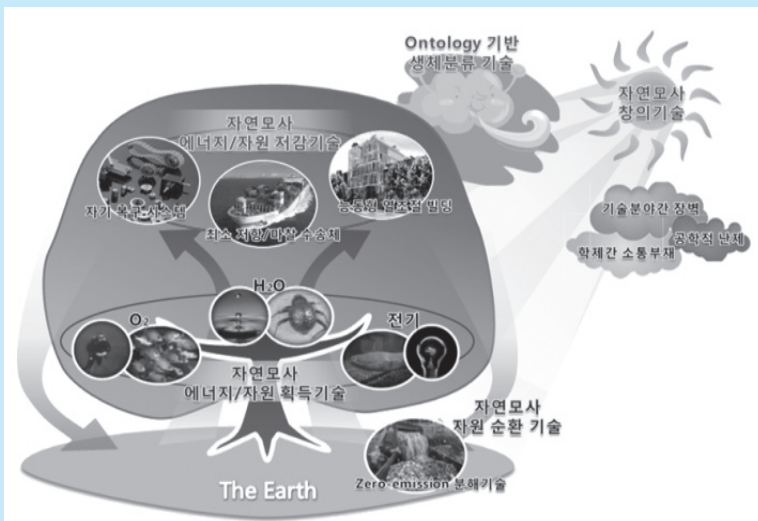 Ontology 기반
생체분류 기술
자연모사
창의기술
자연모사
에너지/자원 저감기술
자기 복구 시스템
최소 저항/마찰 수송체
능동형 열조절 빌딩
기술분야간 장벽
공학적 난제
학제간 소통부재
H₂O
O₂
전기
자연모사
에너지/자원 획득기술
자연모사
자원 순환 기술
Zero-emission 분해기술
The Earth